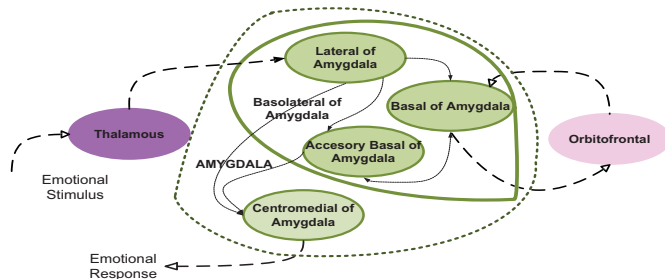 Lateral of
Amygdala
Basolateral of
Amygdala
Basal of Amygdala
Thalamous
Orbitofrontal
Accesory Basal of
Amygdala
AMYGDALA
Emotional
Stimulus
Centromedial of
Amygdala
Emotional
Response